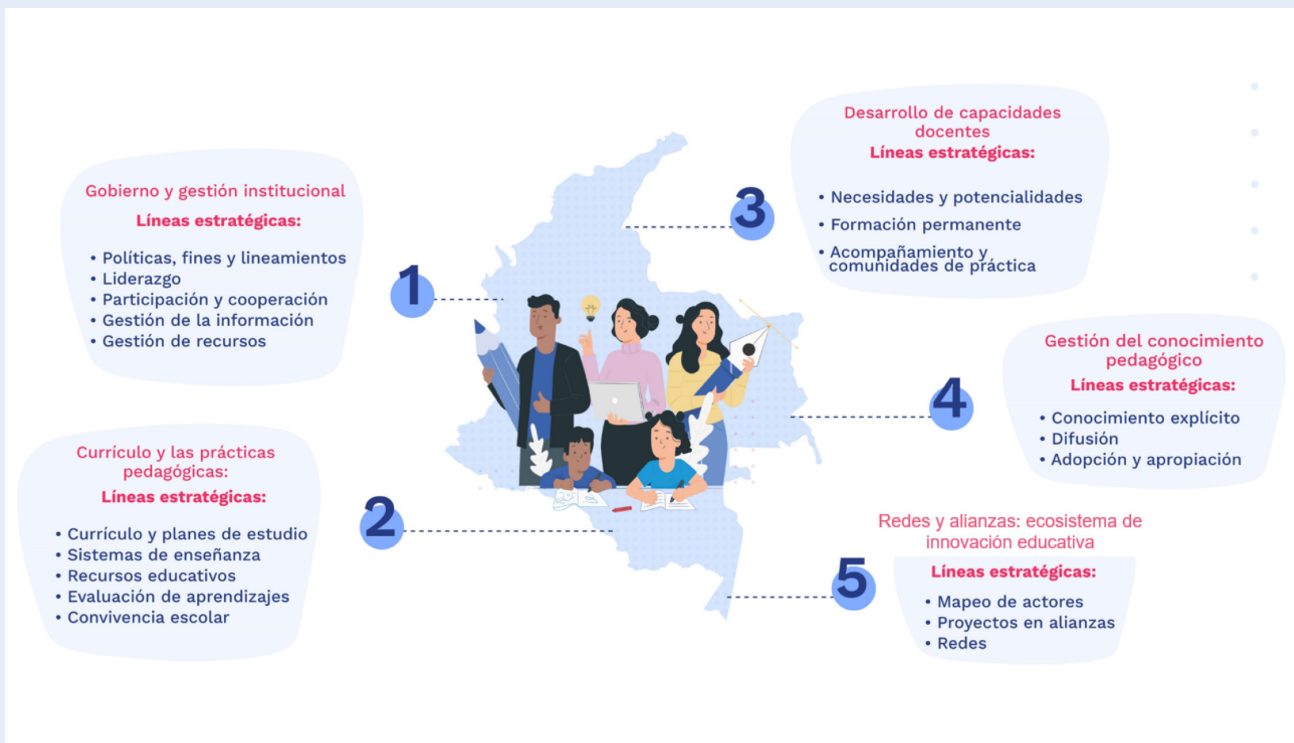 1
Gobierno y gestión institucional
Líneas estratégicas:
• Políticas, fines y lineamientos
• Liderazgo
• Participación y cooperación
• Gestión de la información
• Gestión de recursos
2
Currículo y las prácticas
pedagógicas:
Líneas estratégicas:
• Currículo y planes de estudio
• Sistemas de enseñanza
• Recursos educativos
• Evaluación de aprendizajes
• Convivencia escolar
3
Desarrollo de capacidades
docentes
Líneas estratégicas:
• Necesidades y potencialidades
• Formación permanente
• Acompañamiento y
comunidades de práctica
4
Gestión del conocimiento
pedagógico
Líneas estratégicas:
• Conocimiento explícito
• Difusión
• Adopción y apropiación
5
Redes y alianzas: ecosistema de
innovación educativa
Líneas estratégicas:
• Mapeo de actores
• Proyectos en alianzas
• Redes